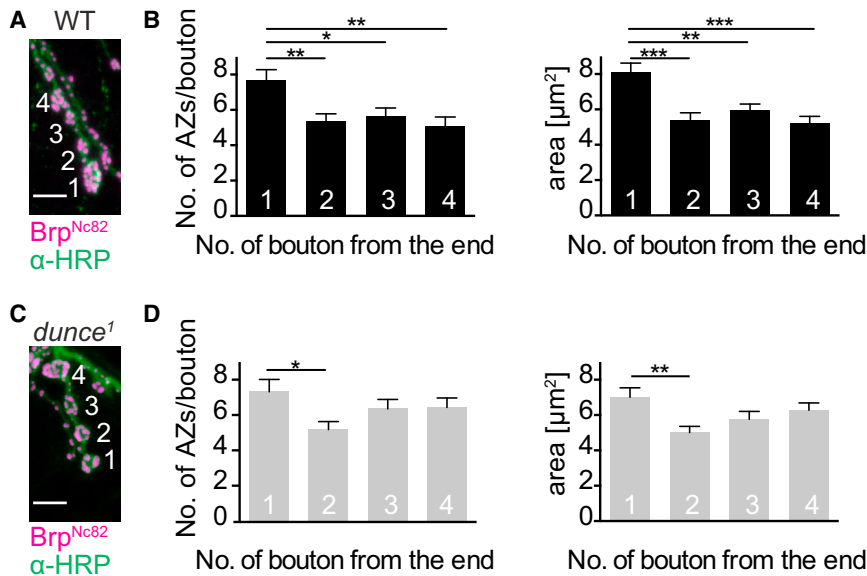 A
WT
4
3
2
1
Brp^Nc82
α-HRP
B
No. of AZs/bouton
8
6
4
2
0
**
*
**
1 2 3 4
No. of bouton from the end
area [µm²]
8
6
4
2
0
***
**
***
1 2 3 4
No. of bouton from the end
C
dunce¹
4
3
2
1
Brp^Nc82
α-HRP
D
No. of AZs/bouton
8
6
4
2
0
*
1 2 3 4
No. of bouton from the end
area [µm²]
8
6
4
2
0
**
1 2 3 4
No. of bouton from the end